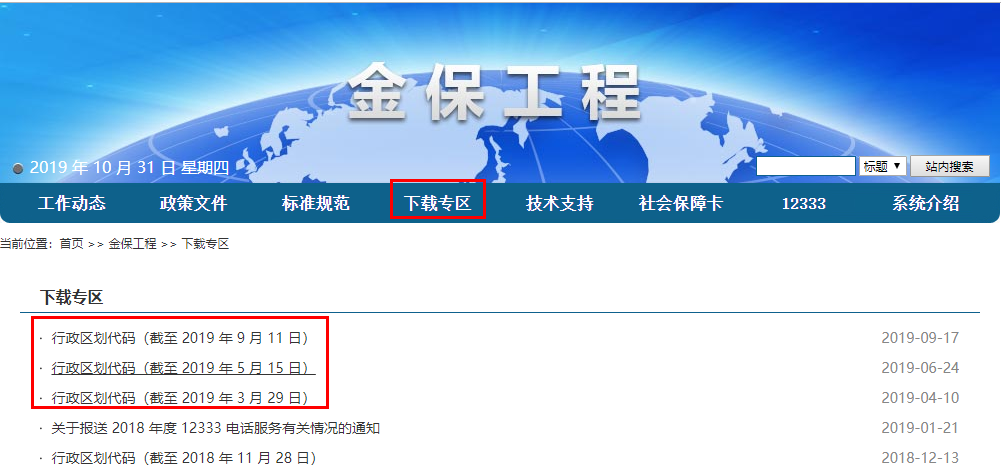 金保工程
2019 年 10 月 31 日 星期四
标题 ▼ 站内搜索
工作动态 政策文件 标准规范 下载专区 技术支持 社会保障卡 12333 系统介绍
当前位置：首页 >> 金保工程 >> 下载专区
下载专区
· 行政区划代码（截至 2019 年 9 月 11 日） 2019-09-17
· 行政区划代码（截至 2019 年 5 月 15 日） 2019-06-24
· 行政区划代码（截至 2019 年 3 月 29 日） 2019-04-10
· 关于报送 2018 年度 12333 电话服务有关情况的通知 2019-01-21
· 行政区划代码（截至 2018 年 11 月 28 日） 2018-12-13